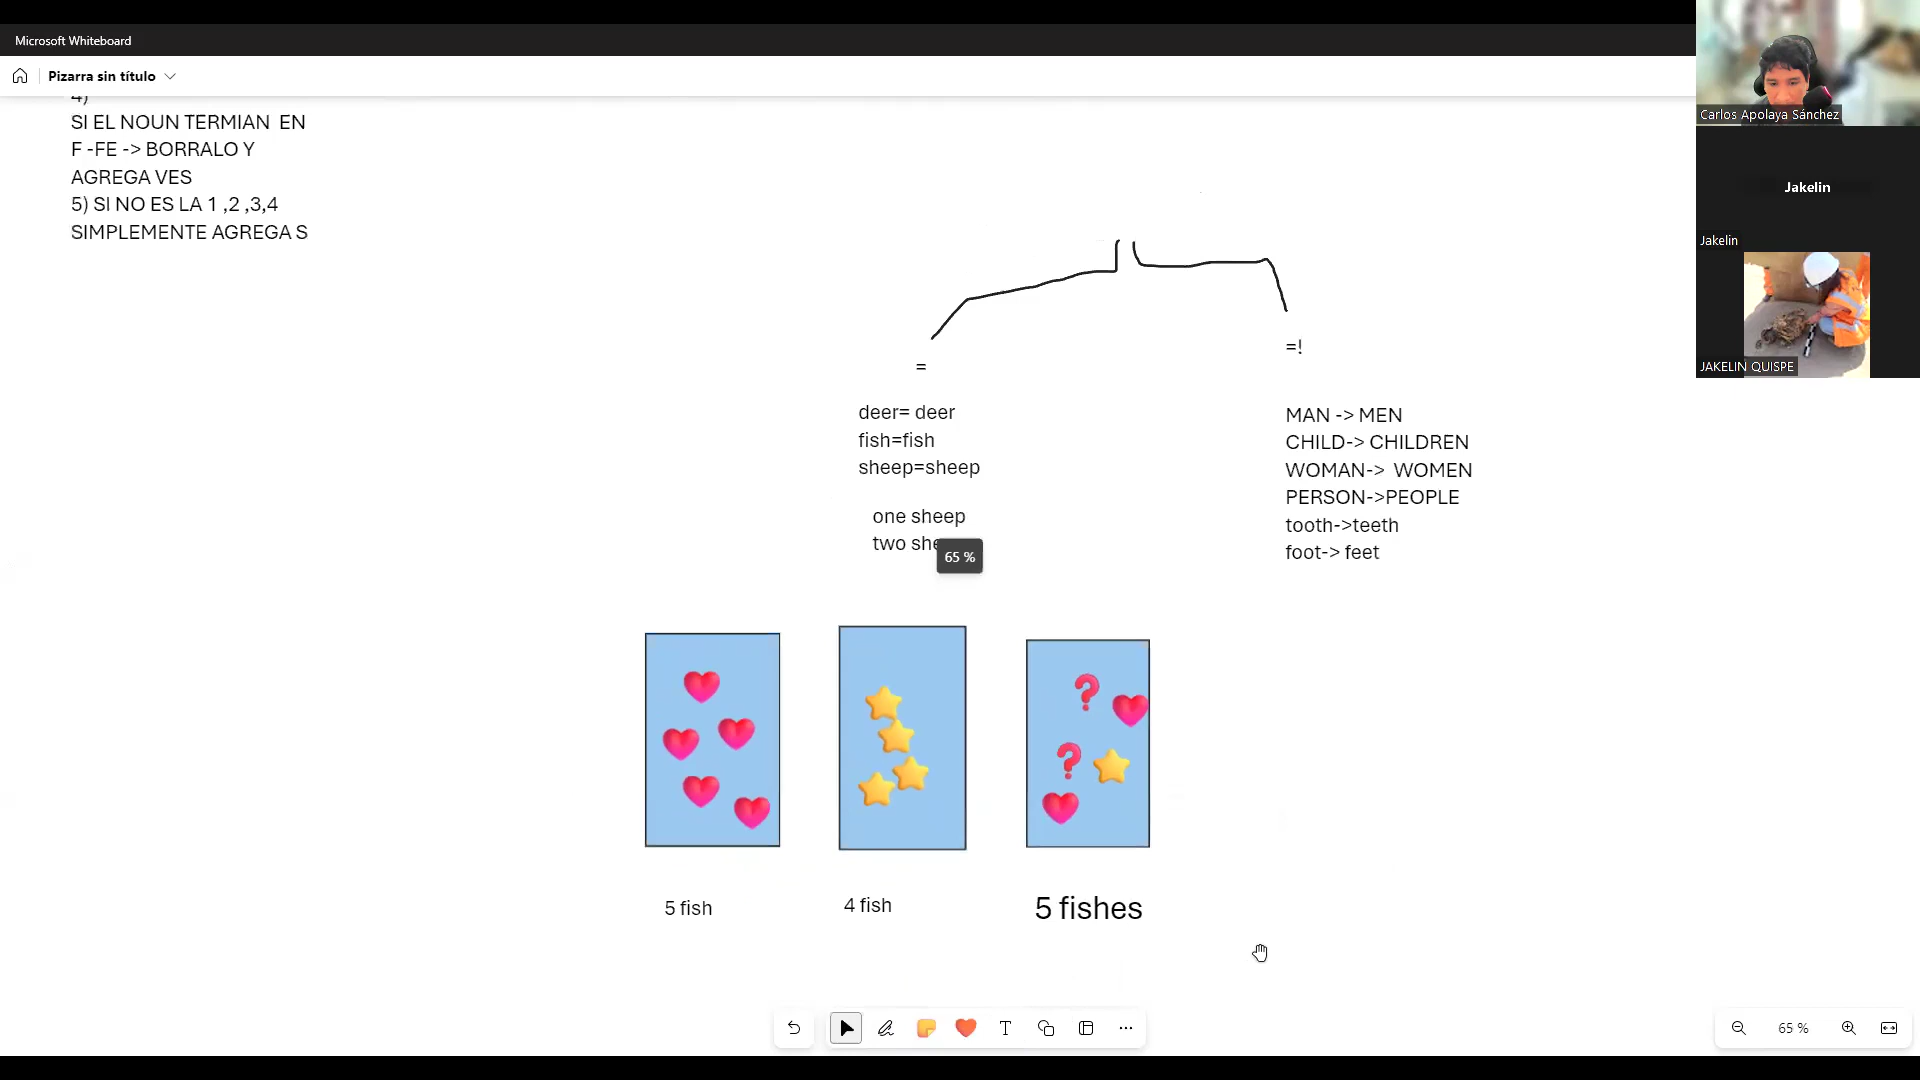 Microsoft Whiteboard
Pizarra sin título
4)
SI EL NOUN TERMIAN EN
F -FE -> BORRALO Y
AGREGA VES
5) SI NO ES LA 1 ,2 ,3,4
SIMPLEMENTE AGREGA S
=
deer= deer
fish=fish
sheep=sheep
one sheep
two
65 %
=!
MAN -> MEN
CHILD-> CHILDREN
WOMAN-> WOMEN
PERSON->PEOPLE
tooth->teeth
foot-> feet
5 fish
4 fish
5 fishes
Carlos Apolaya Sánchez
Jakelin
Jakelin
JAKELIN QUISPE
65 %